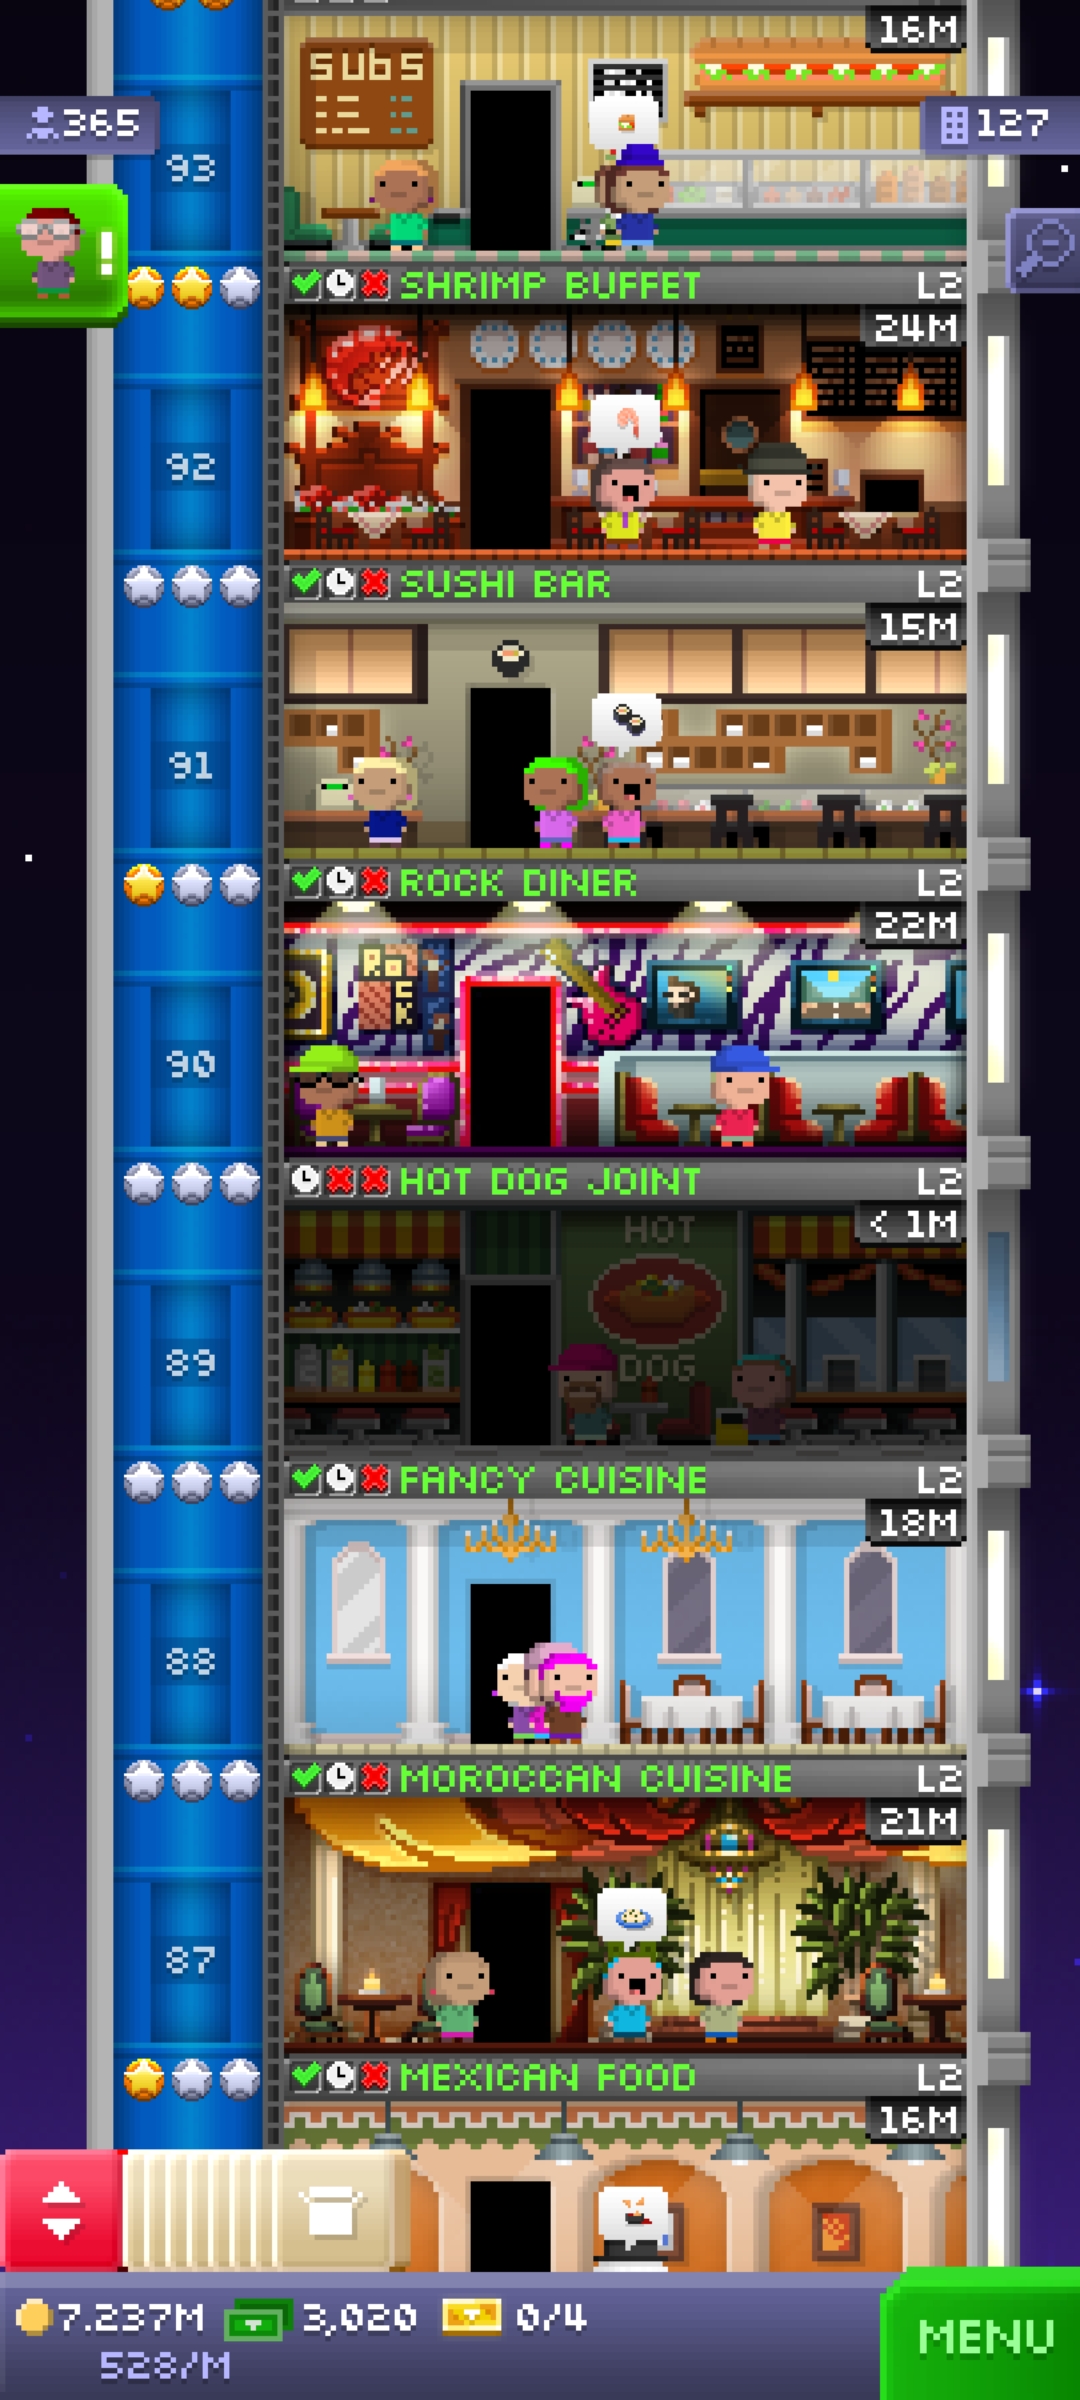 16M
SUBS
365
127
93
!
SHRIMP BUFFET L2
24M
92
SUSHI BAR L2
15M
91
ROCK DINER L2
22M
ROCK
90
HOT DOG JOINT L2
< 1M
HOT
DOG
89
FANCY CUISINE L2
18M
88
MOROCCAN CUISINE L2
21M
87
MEXICAN FOOD L2
16M
7.237M 3,020 0/4
528/M
MENU